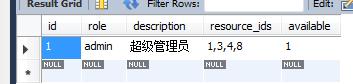 Result Grid Filter Rows: Edit:
id role description resource_ids available
1 admin 超级管理员 1,3,4,8 1
NULL NULL NULL NULL NULL